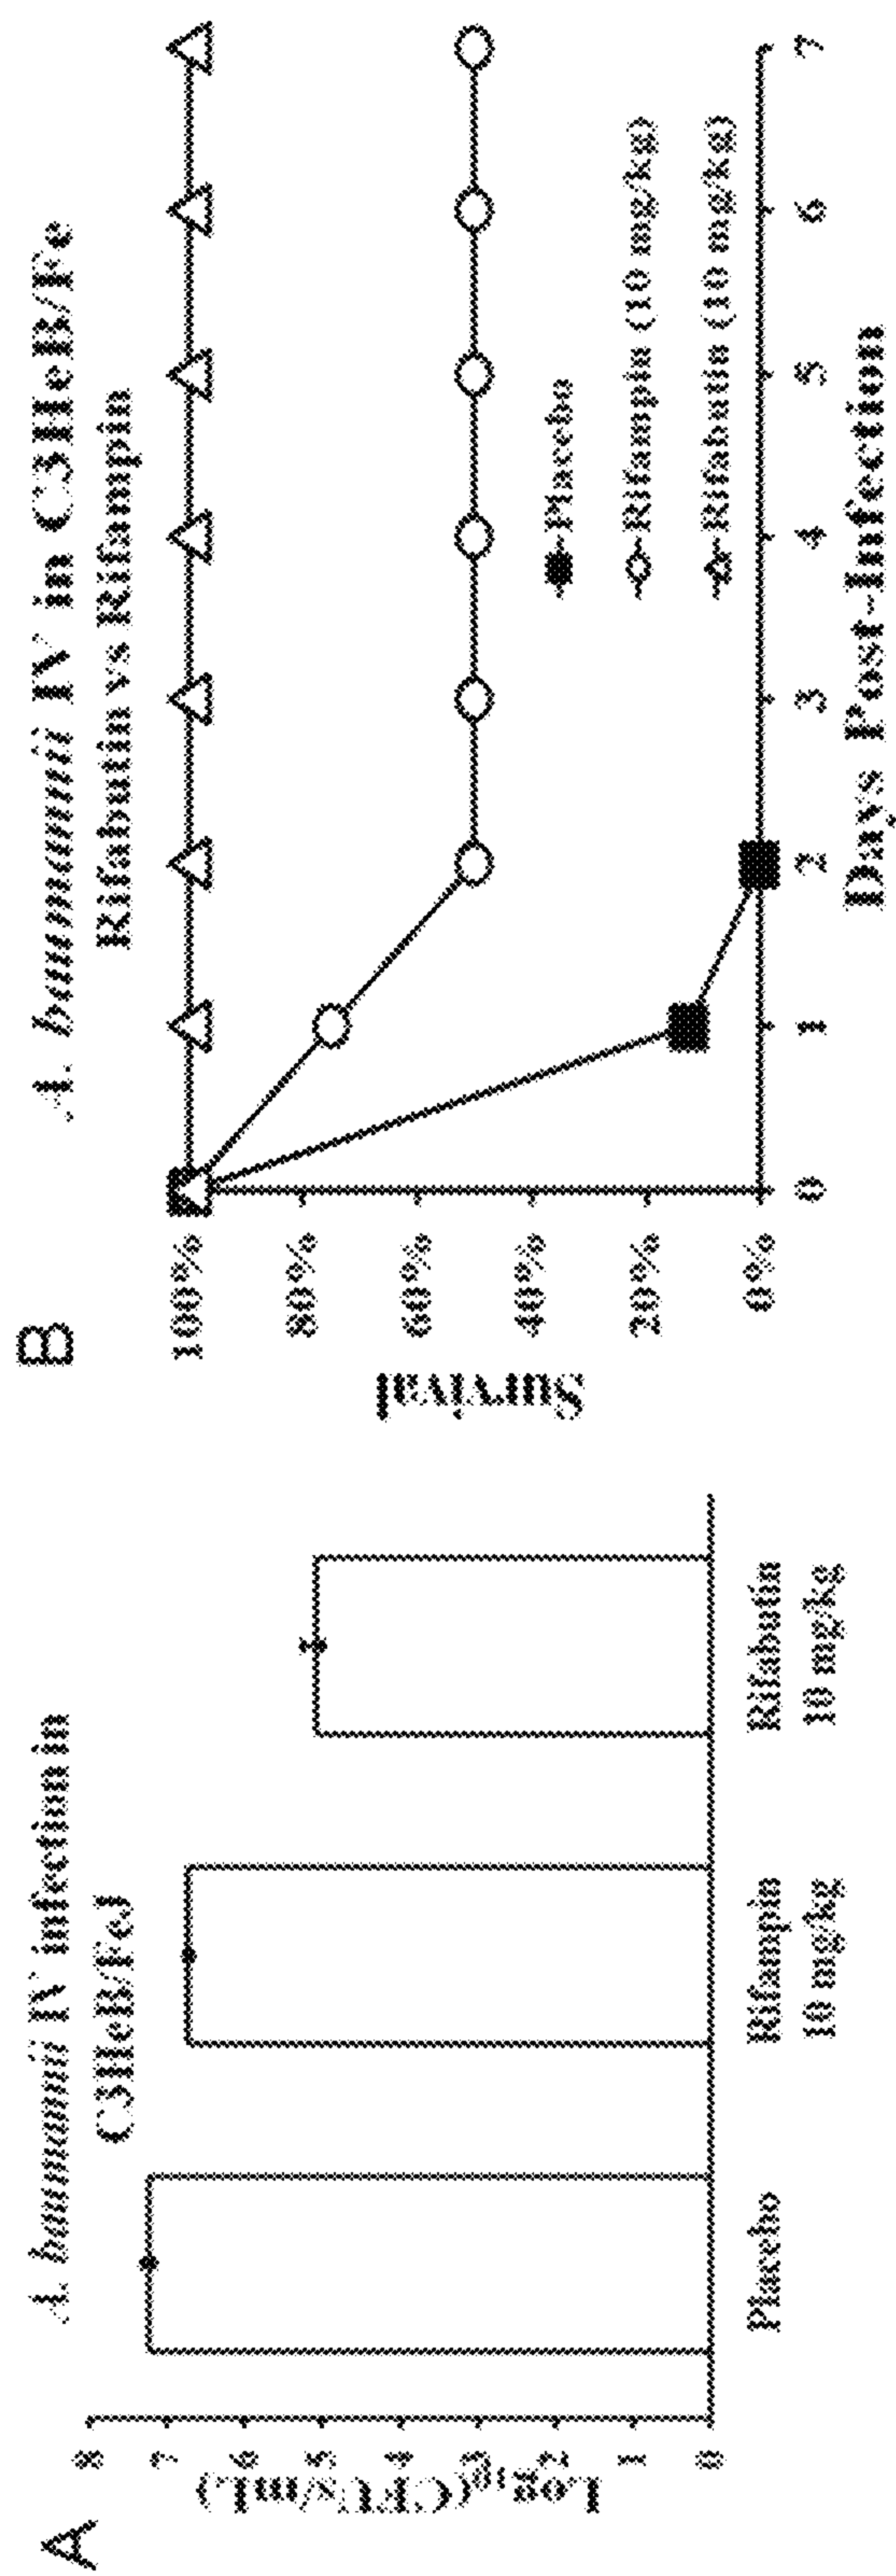 A
A. baumannii IV infection in
C3HeB/FeJ
Log₁₀(CFUs/mL)
8
7
6
5
4
3
2
1
0
Placebo
Rifampin
10 mg/kg
Rifabutin
10 mg/kg
B
A. baumannii IV in C3HeB/Fe
Rifabutin vs Rifampin
Survival
100%
80%
60%
40%
20%
0%
Placebo
Rifampin (10 mg/kg)
Rifabutin (10 mg/kg)
0 1 2 3 4 5 6 7
Days Post-Infection